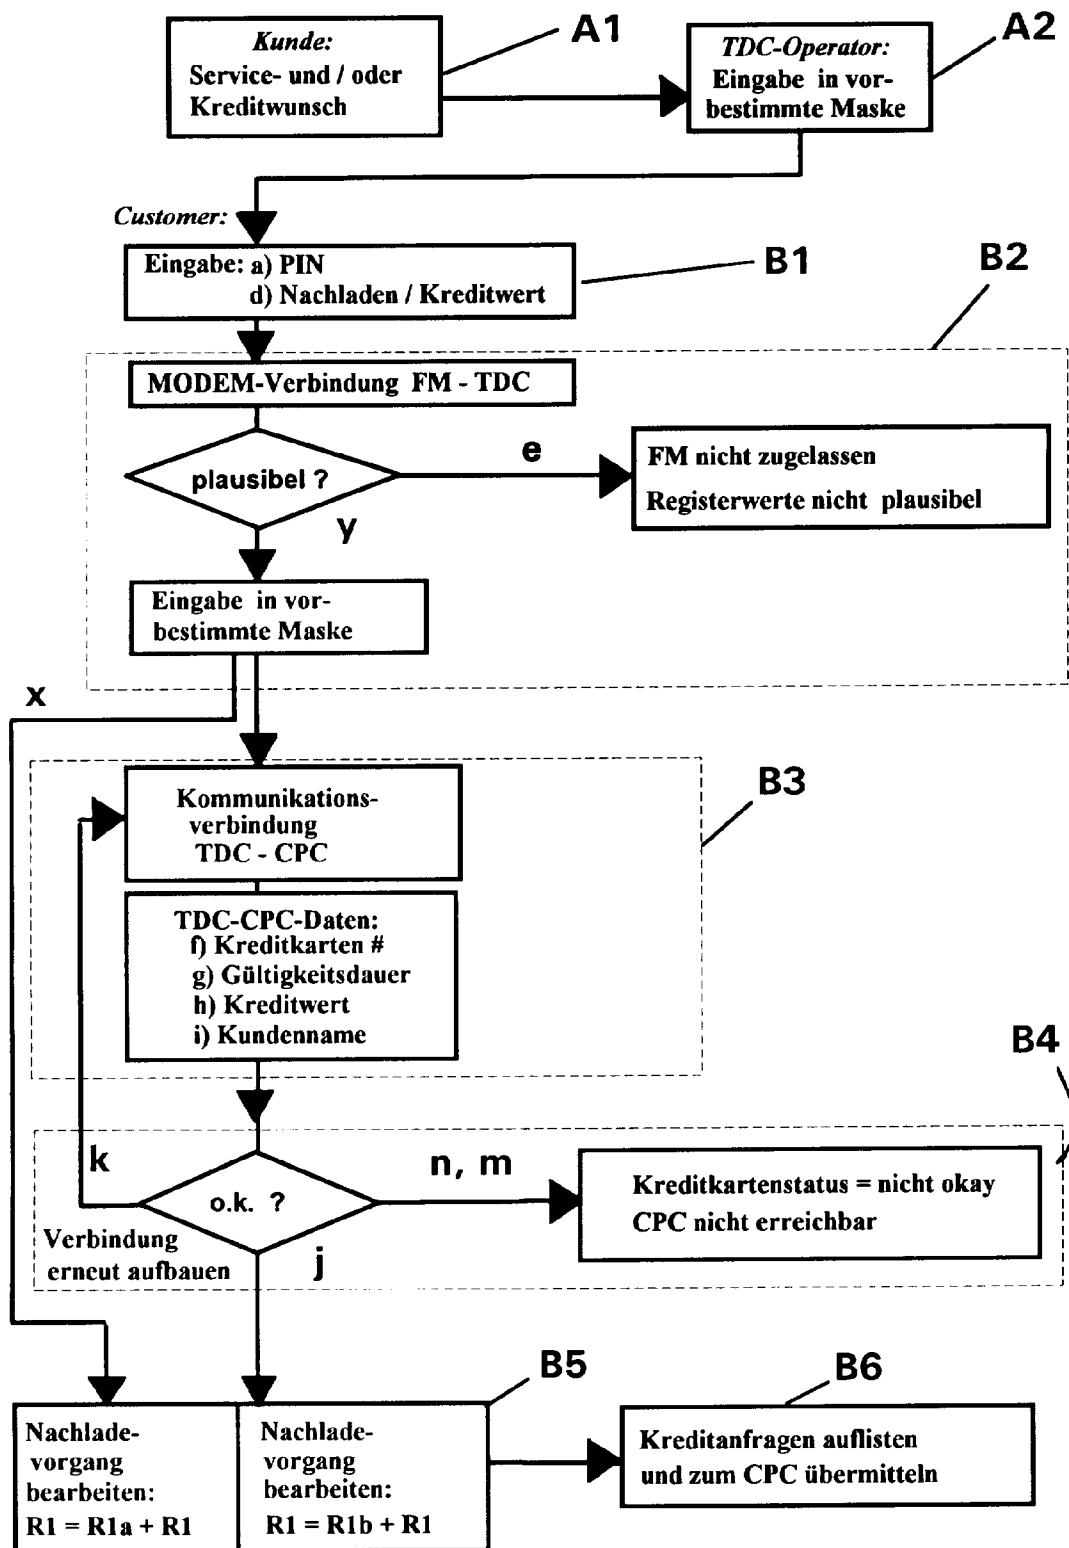 A1
A2
Kunde:
Service- und / oder
Kreditwunsch
TDC-Operator:
Eingabe in vor-
bestimmte Maske
Customer:
B1
B2
Eingabe: a) PIN
d) Nachladen / Kreditwert
MODEM-Verbindung FM - TDC
plausibel ?
e
FM nicht zugelassen
Registerwerte nicht plausibel
y
Eingabe in vor-
bestimmte Maske
x
B3
Kommunikations-
verbindung
TDC - CPC
TDC-CPC-Daten:
f) Kreditkarten #
g) Gültigkeitsdauer
h) Kreditwert
i) Kundenname
B4
k
o.k. ?
n, m
Kreditkartenstatus = nicht okay
CPC nicht erreichbar
Verbindung
erneut aufbauen
j
B5
B6
Nachlade-
vorgang
bearbeiten:
R1 = R1a + R1
Nachlade-
vorgang
bearbeiten:
R1 = R1b + R1
Kreditanfragen auflisten
und zum CPC übermitteln